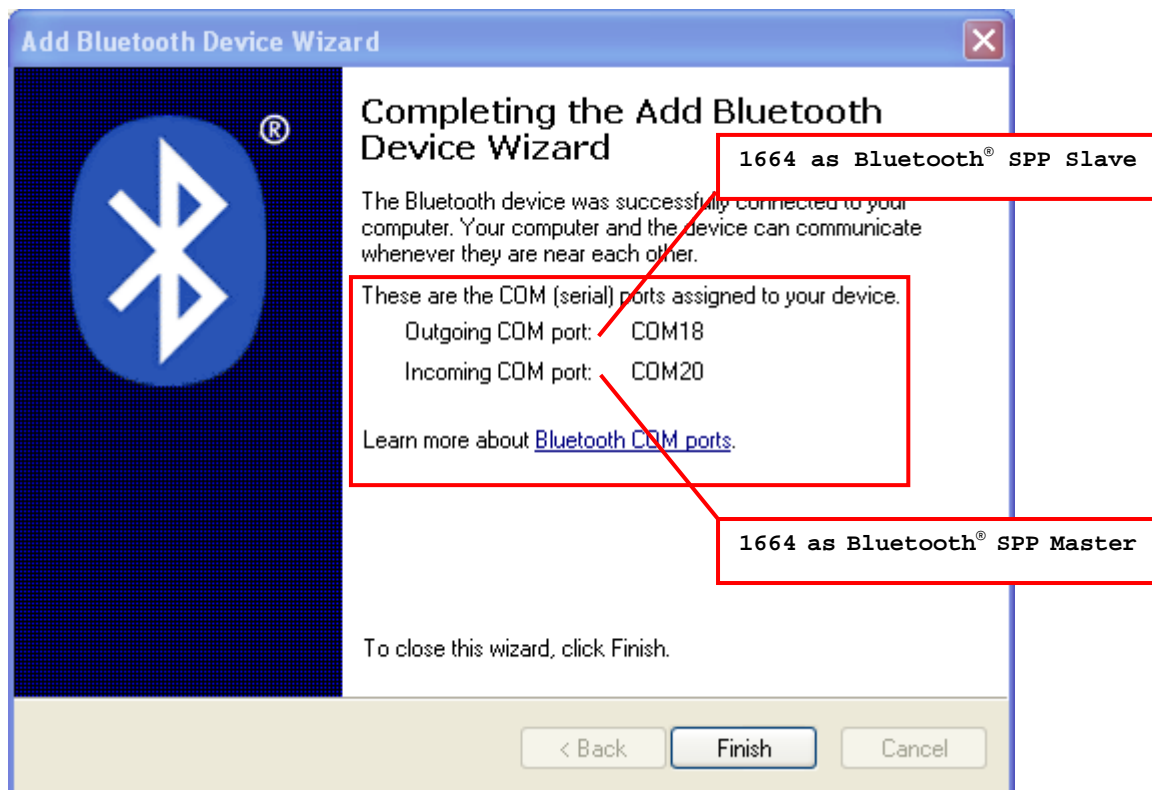 Add Bluetooth Device Wizard
®
Completing the Add Bluetooth
Device Wizard
1664 as Bluetooth® SPP Slave
The Bluetooth device was successfully connected to your
computer. Your computer and the device can communicate
whenever they are near each other.
These are the COM (serial) ports assigned to your device.
Outgoing COM port: COM18
Incoming COM port: COM20
Learn more about Bluetooth COM ports.
1664 as Bluetooth® SPP Master
To close this wizard, click Finish.
< Back Finish Cancel